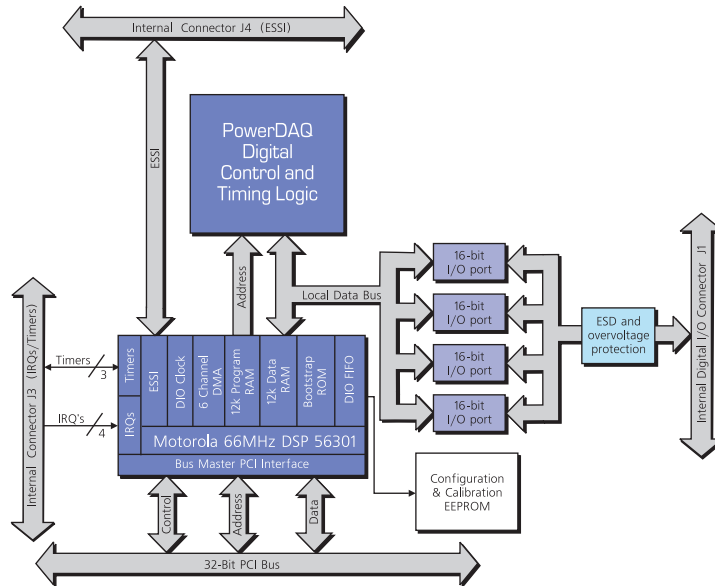 Internal Connector J4 (ESSI)
ESSI
PowerDAQ
Digital
Control and
Timing Logic
Address
Local Data Bus
16-bit
I/O port
16-bit
I/O port
16-bit
I/O port
16-bit
I/O port
ESD and
overvoltage
protection
Internal Digital I/O Connector J1
Internal Connector J3 (IRQs/Timers)
Timers
3
IRQ's
4
Timers
IRQs
ESSI
DIO Clock
6 Channel
DMA
12k Program
RAM
12k Data
RAM
Bootstrap
ROM
DIO FIFO
Motorola 66MHz DSP 56301
Bus Master PCI Interface
Configuration
& Calibration
EEPROM
Control
Address
Data
32-Bit PCI Bus